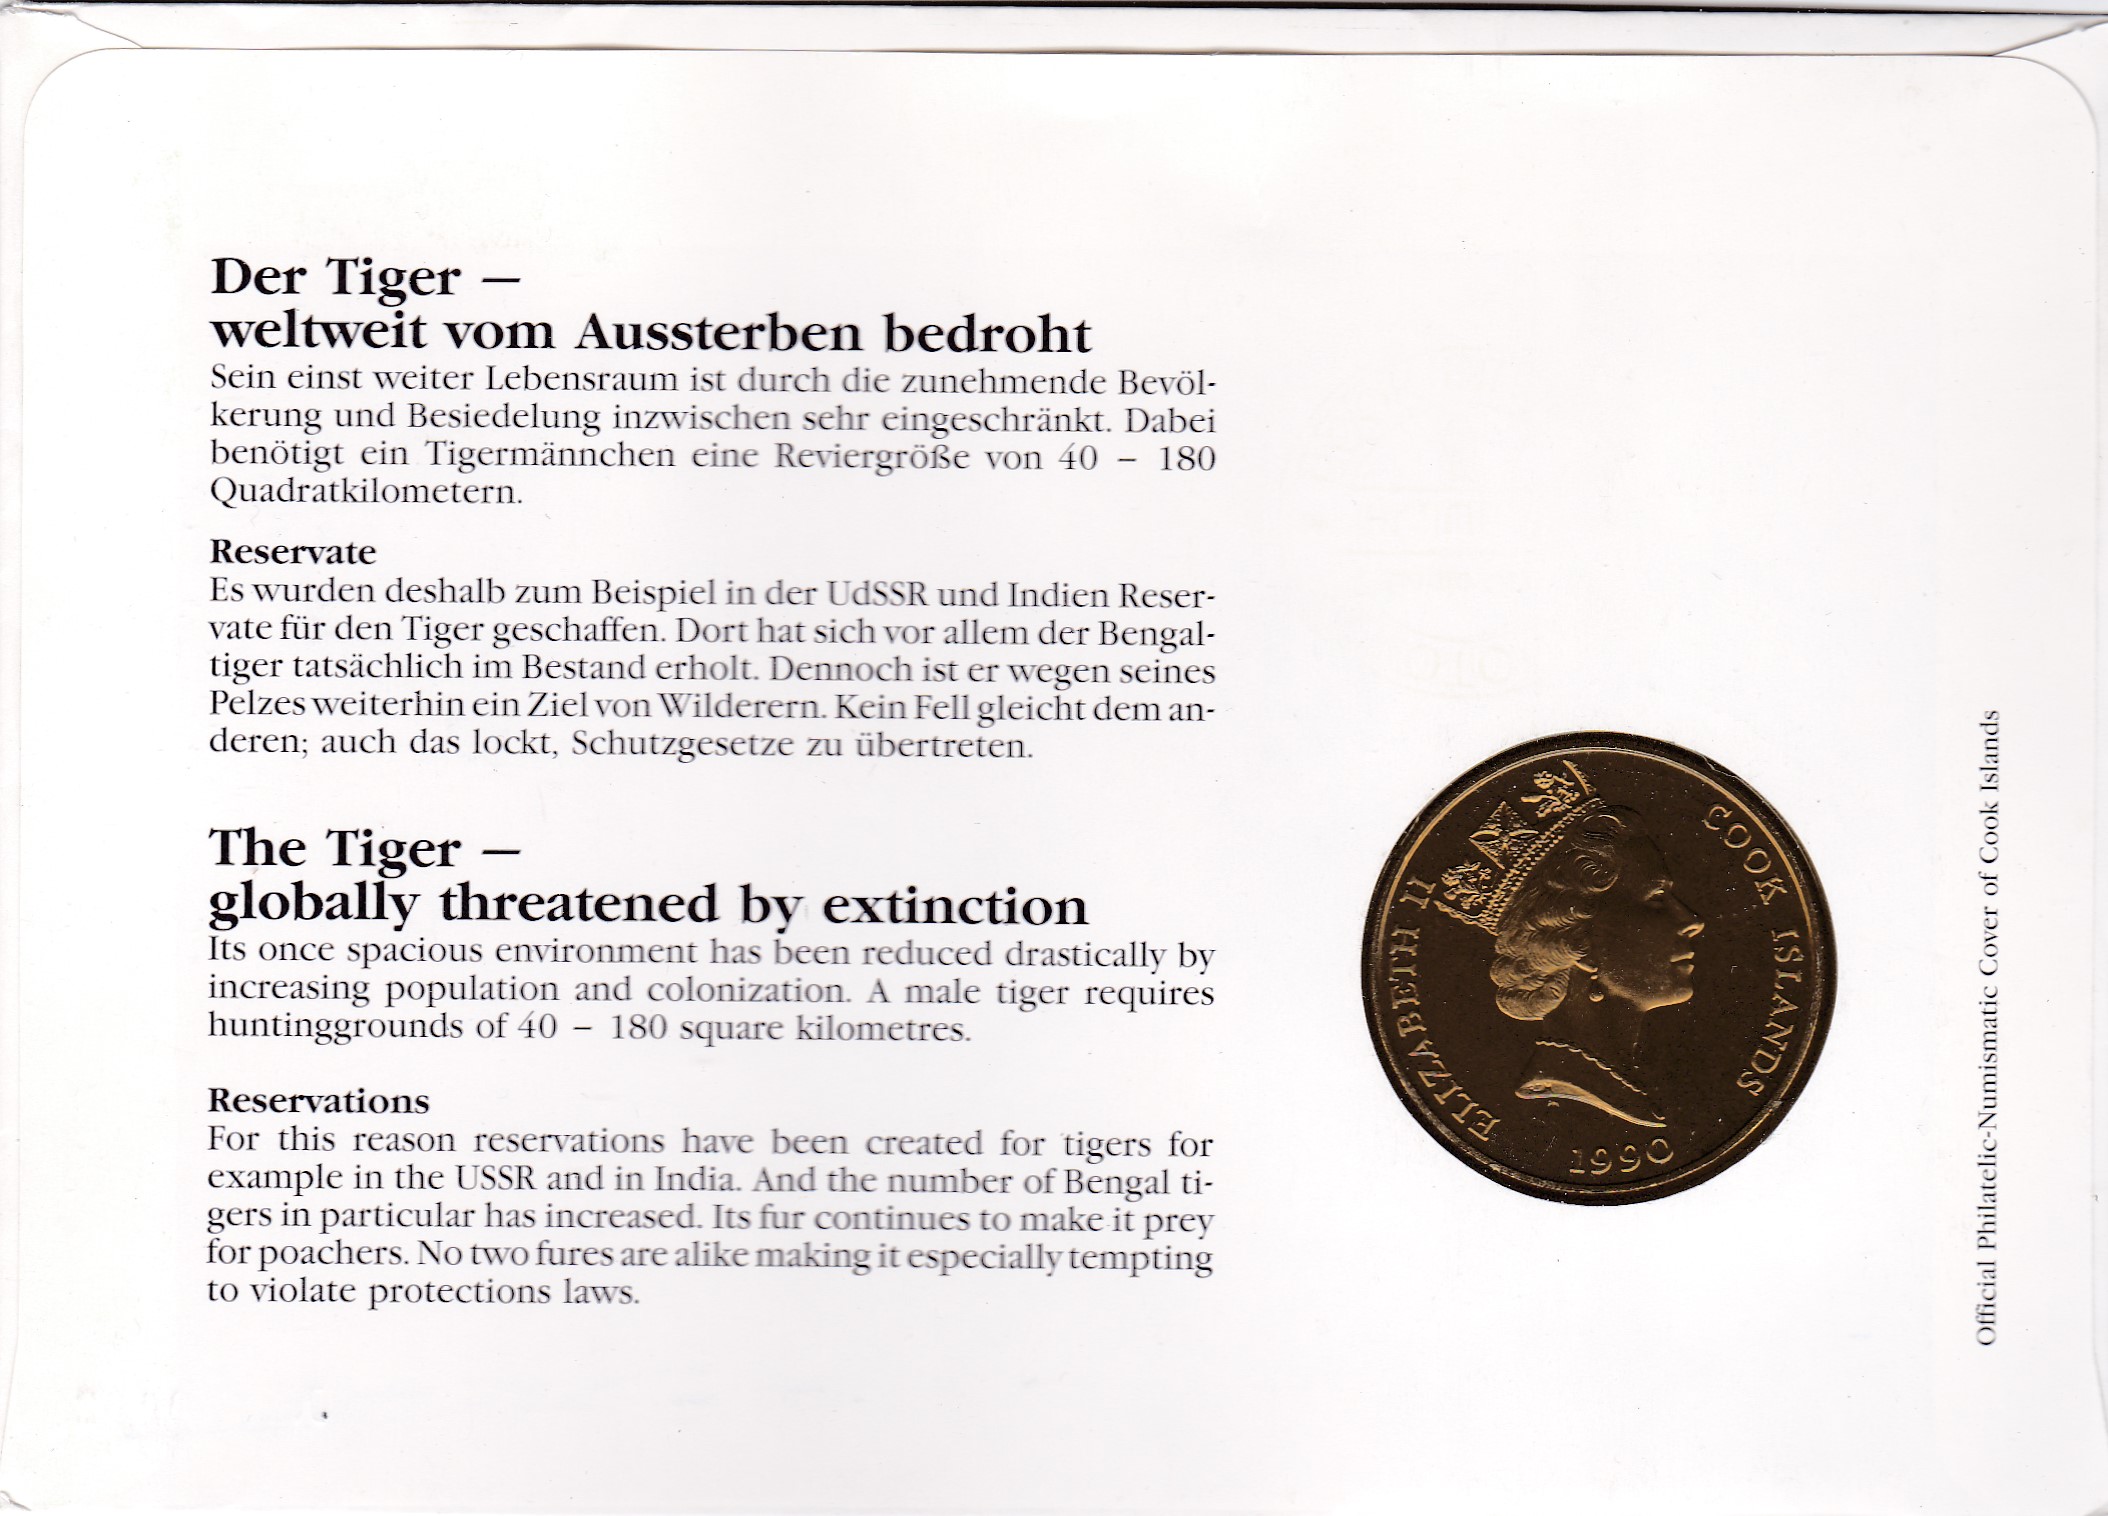 Der Tiger –
weltweit vom Aussterben bedroht
Sein einst weiter Lebensraum ist durch die zunehmende Bevöl-
kerung und Besiedelung inzwischen sehr eingeschränkt. Dabei
benötigt ein Tigermännchen eine Reviergröße von 40 – 180
Quadratkilometern.
Reservate
Es wurden deshalb zum Beispiel in der UdSSR und Indien Reser-
vate für den Tiger geschaffen. Dort hat sich vor allem der Bengal-
tiger tatsächlich im Bestand erholt. Dennoch ist er wegen seines
Pelzes weiterhin ein Ziel von Wilderern. Kein Fell gleicht dem an-
deren; auch das lockt, Schutzgesetze zu übertreten.
The Tiger –
globally threatened by extinction
Its once spacious environment has been reduced drastically by
increasing population and colonization. A male tiger requires
huntinggrounds of 40 – 180 square kilometres.
Reservations
For this reason reservations have been created for tigers for
example in the USSR and in India. And the number of Bengal ti-
gers in particular has increased. Its fur continues to make it prey
for poachers. No two fures are alike making it especially tempting
to violate protections laws.
ELIZABETH II
COOK ISLANDS
1990
Official Philatelic-Numismatic Cover of Cook Islands